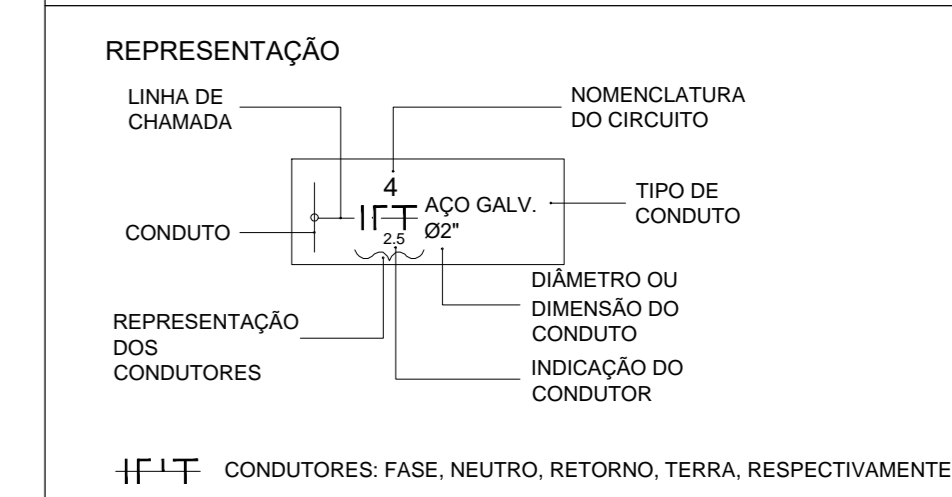 REPRESENTAÇÃO
LINHA DE
CHAMADA
NOMENCLATURA
DO CIRCUITO
4
AÇO GALV.
Ø2"
2.5
TIPO DE
CONDUTO
CONDUTO
DIÂMETRO OU
DIMENSÃO DO
CONDUTO
REPRESENTAÇÃO
DOS
CONDUTORES
INDICAÇÃO DO
CONDUTOR
CONDUTORES: FASE, NEUTRO, RETORNO, TERRA, RESPECTIVAMENTE